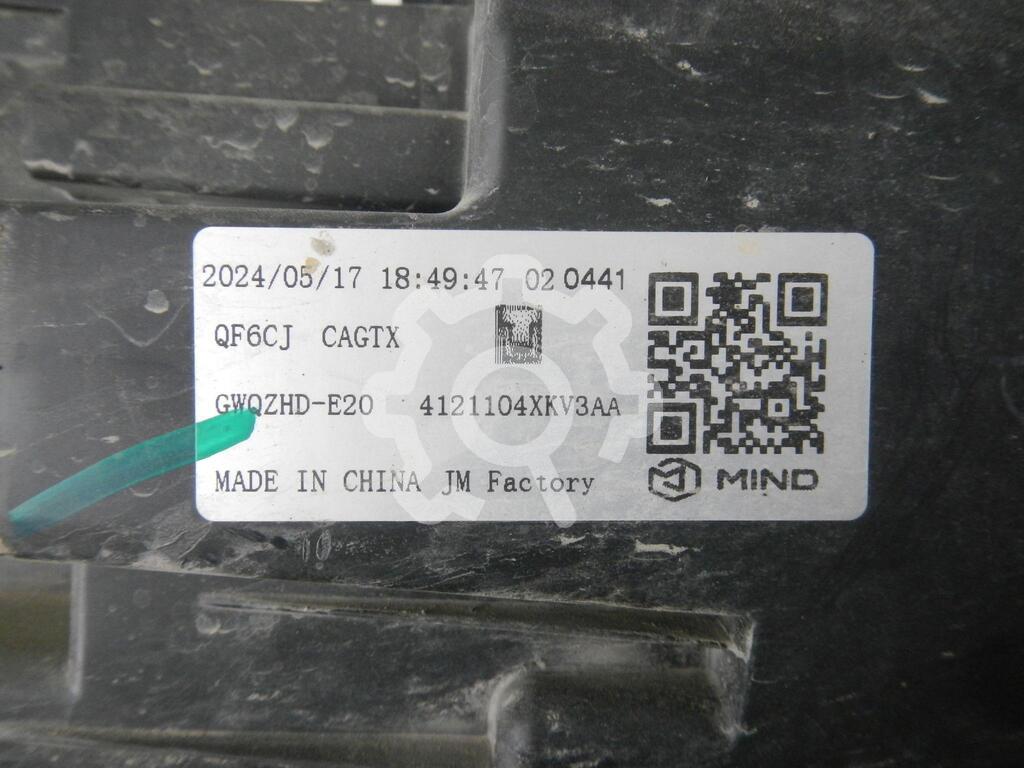 2024/05/17 18:49:47 02 0441
QF6CJ CAGTX
GWQZHD-E20 4121104XKV3AA
MADE IN CHINA JM Factory
MIND